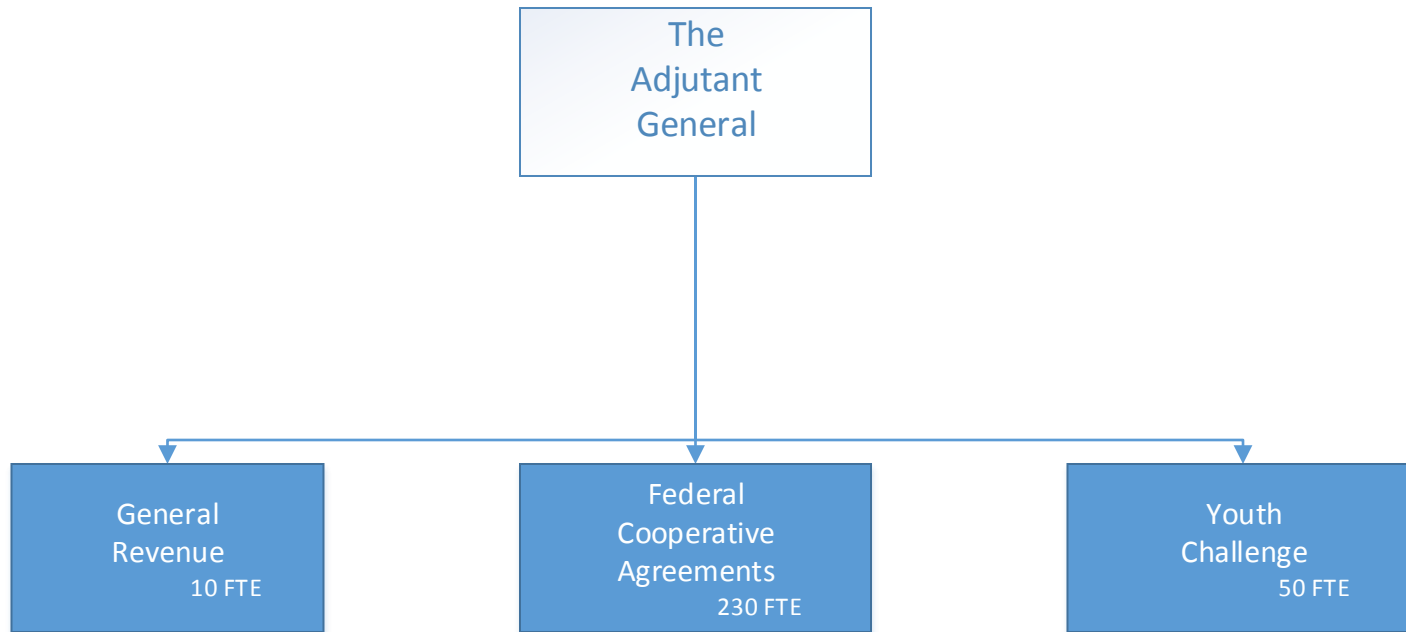 The
Adjutant
General
General
Revenue
10 FTE
Federal
Cooperative
Agreements
230 FTE
Youth
Challenge
50 FTE